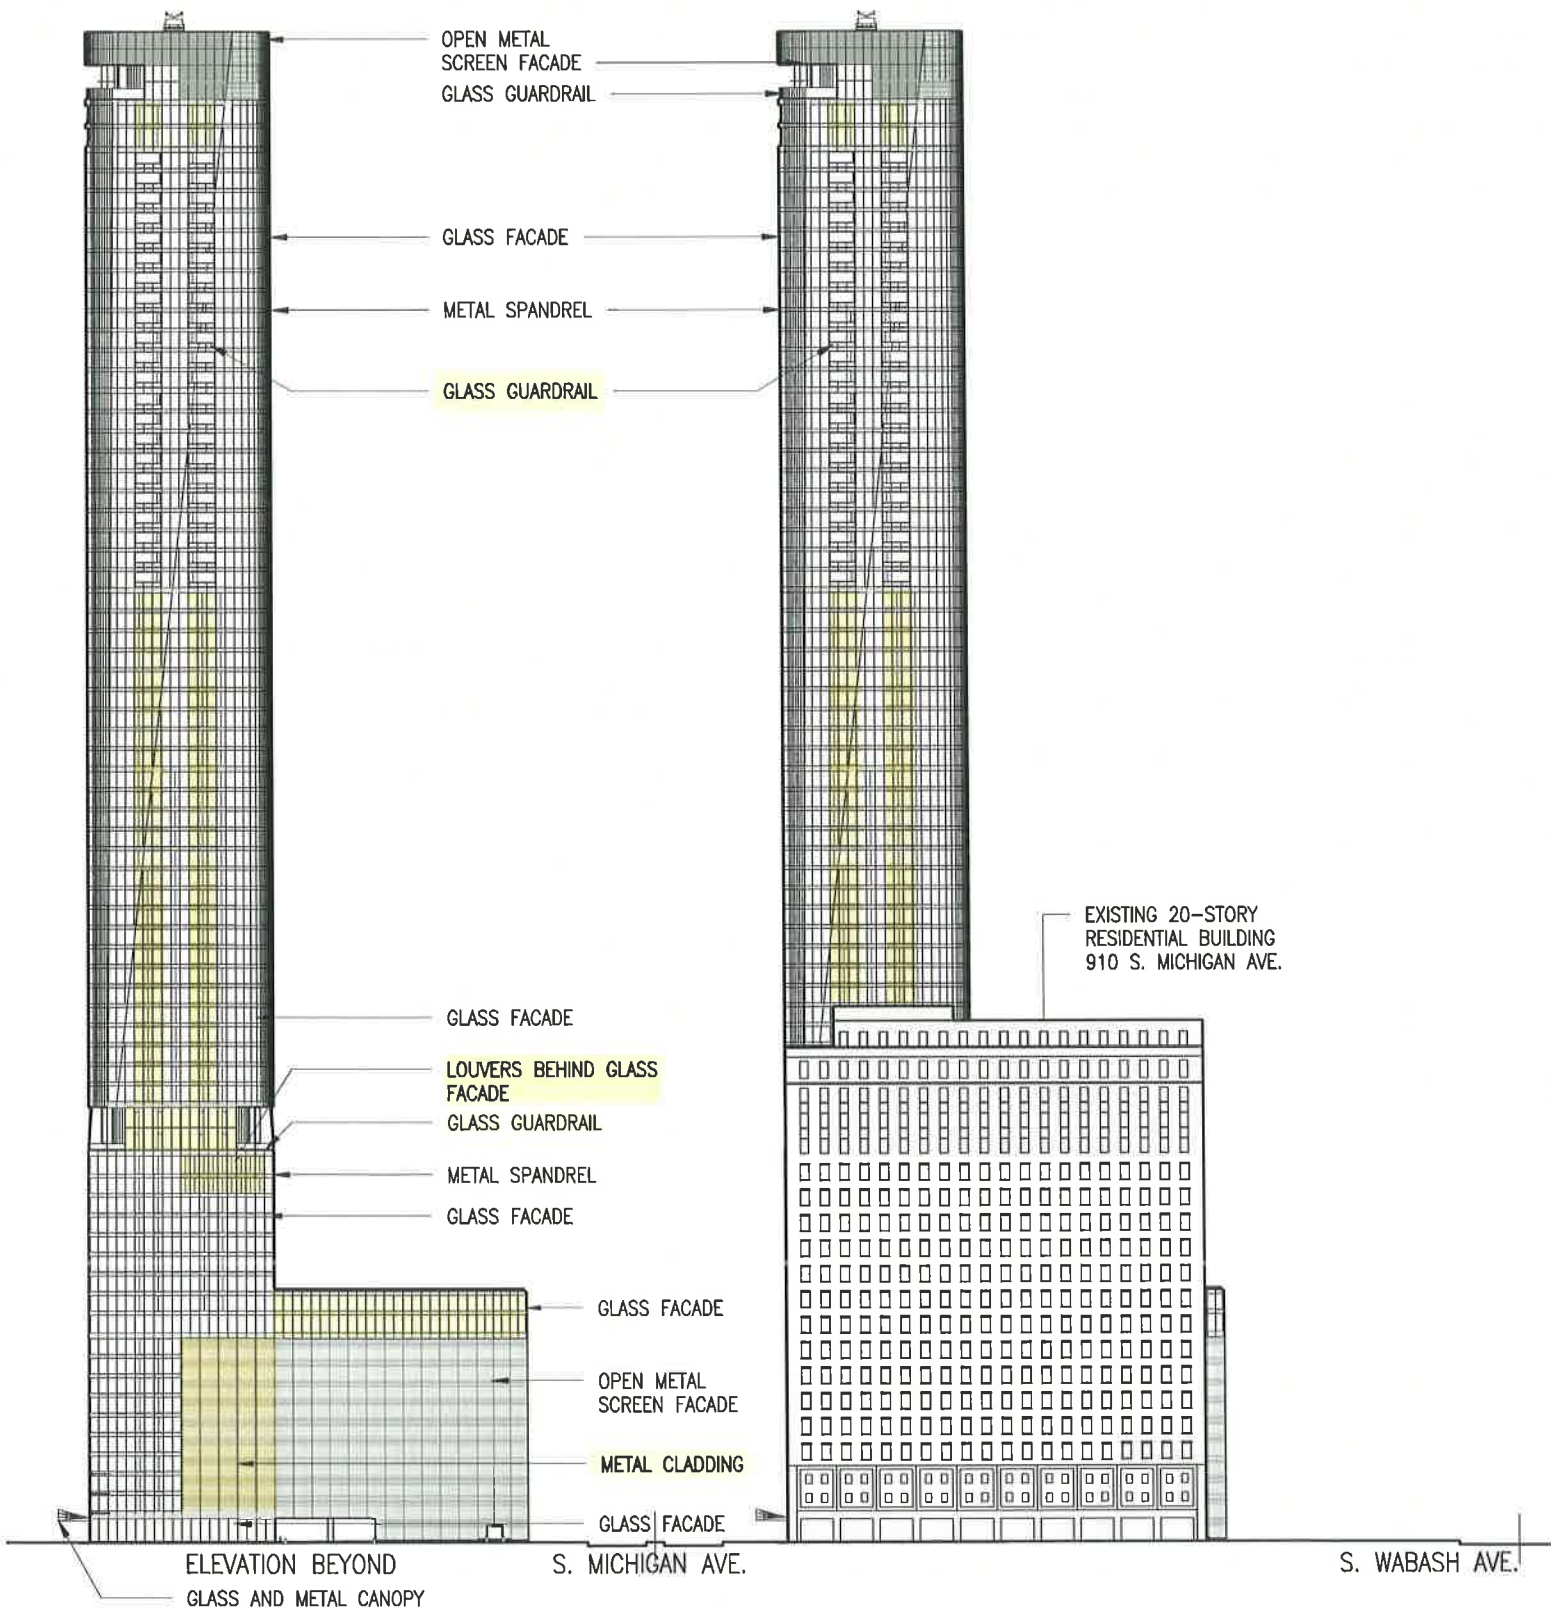 OPEN METAL
SCREEN FACADE
GLASS GUARDRAIL
GLASS FACADE
METAL SPANDREL
GLASS GUARDRAIL
EXISTING 20-STORY
RESIDENTIAL BUILDING
910 S. MICHIGAN AVE.
GLASS FACADE
LOUVERS BEHIND GLASS
FACADE
GLASS GUARDRAIL
METAL SPANDREL
GLASS FACADE
GLASS FACADE
OPEN METAL
SCREEN FACADE
METAL CLADDING
GLASS FACADE
ELEVATION BEYOND
S. MICHIGAN AVE.
S. WABASH AVE.
GLASS AND METAL CANOPY